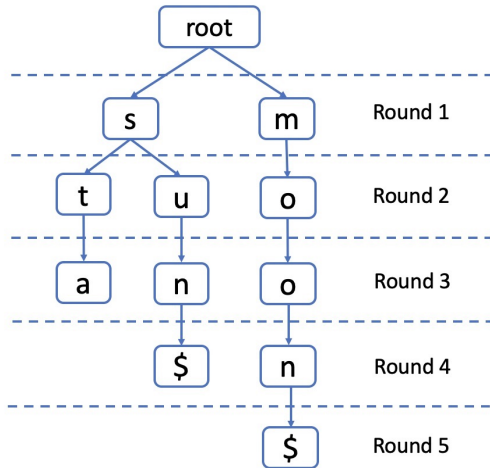 root
s m Round 1
t u o Round 2
a n o Round 3
$ n Round 4
$ Round 5